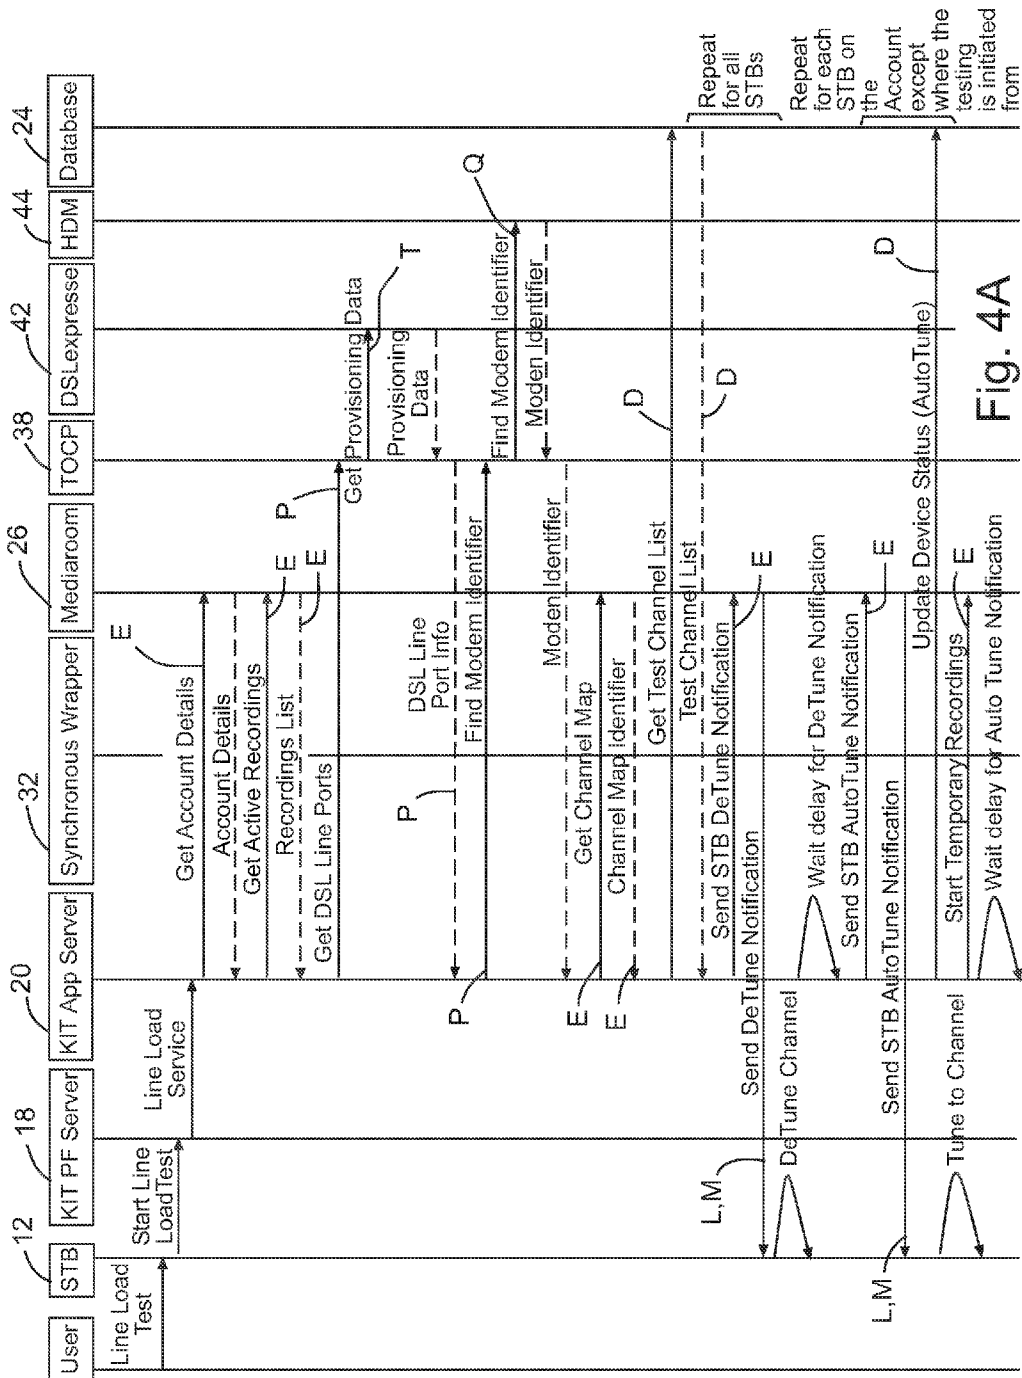 User
STB
12
KIT PF Server
18
KIT App Server
20
Synchronous Wrapper
32
Mediaroom
26
TOCP
38
DSLexpresse
42
HDM
44
Database
24
Line Load
Test
Start Line
LoadTest
Line Load
Service
Get Account Details
E
Account Details
Get Active Recordings
E
Recordings List
E
Get DSL Line Ports
P
Get Provisioning Data
T
Provisioning
Data
DSL Line
Port Info
P
Find Modem Identifier
P
Find Modem Identifier
Q
Moden Identifier
Moden Identifier
Get Channel Map
E
Channel Map Identifier
E
Get Test Channel List
D
Test Channel List
D
Send STB DeTune Notification
E
Send DeTune Notification
L,M
DeTune Channel
Wait delay for DeTune Notification
Repeat
for all
STBs
Send STB AutoTune Notification
E
Send STB AutoTune Notification
L,M
Update Device Status (AutoTune)
D
Tune to Channel
Start Temporary Recordings
E
Wait delay for Auto Tune Notification
Repeat
for each
STB on
the
Account
except
where the
testing
is initiated
from
Fig. 4A